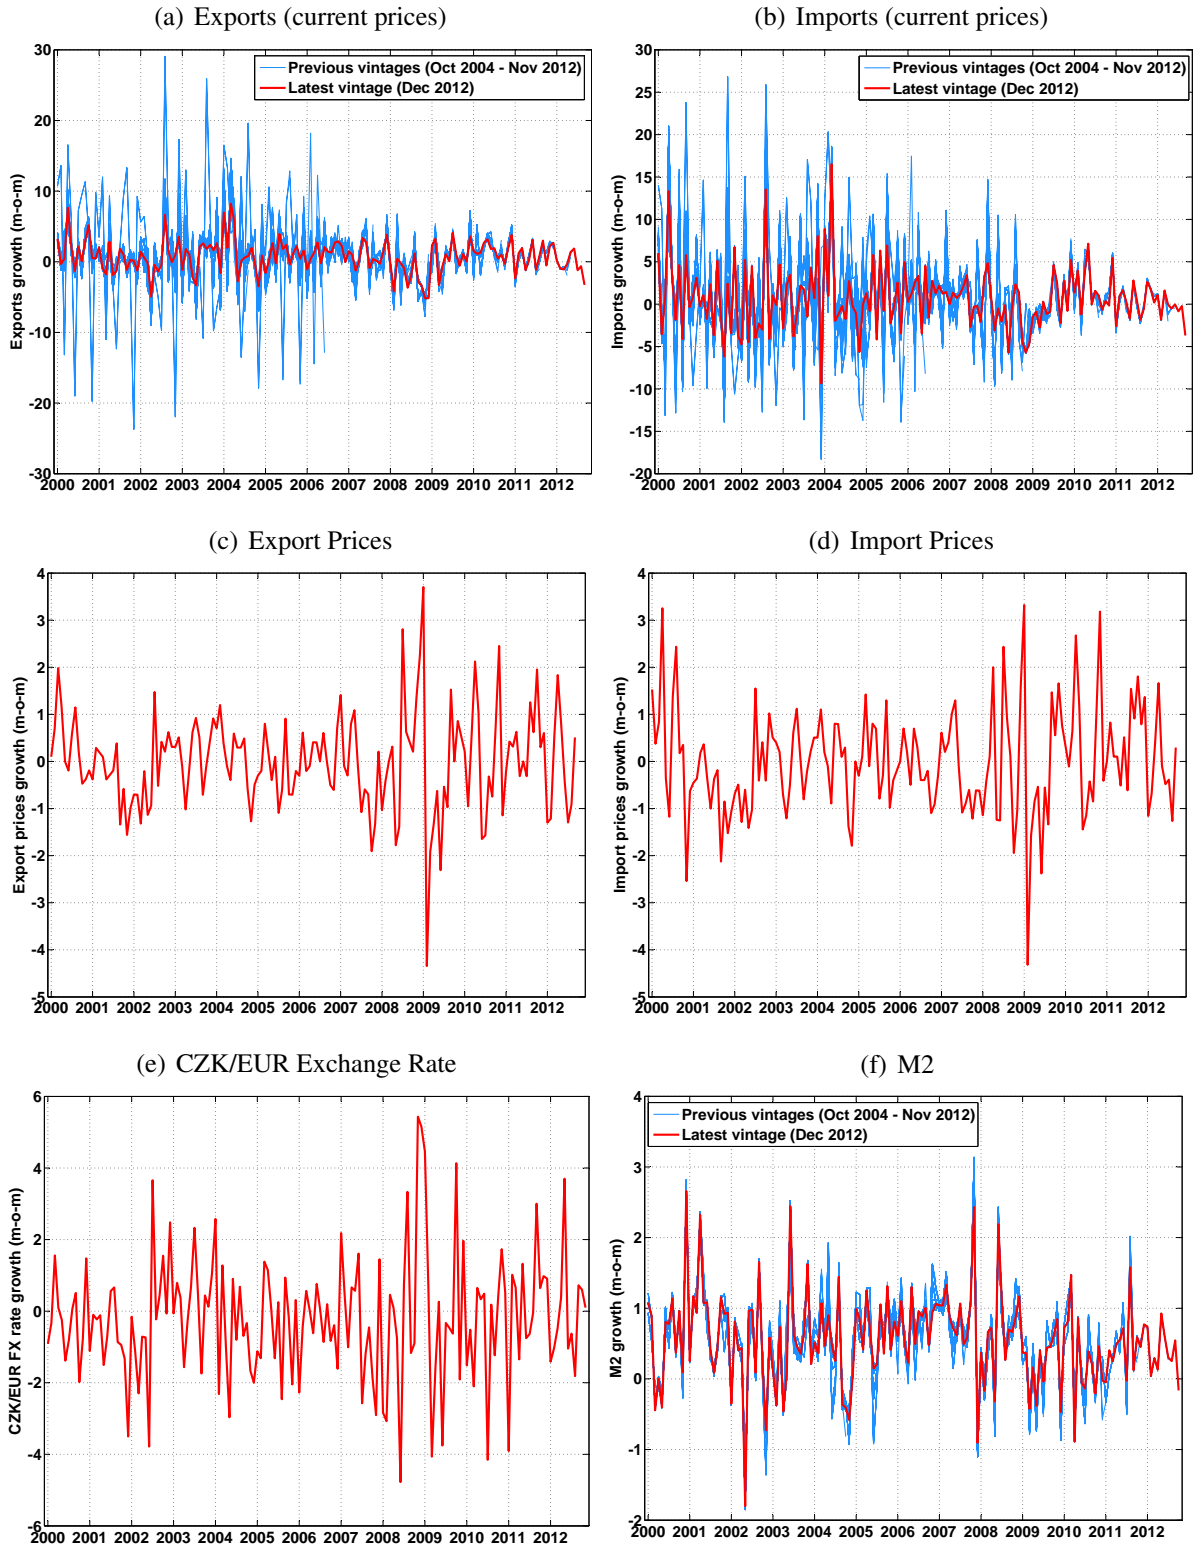 (a) Exports (current prices)
30
20
10
0
-10
-20
-30
Exports growth (m-o-m)
Previous vintages (Oct 2004 - Nov 2012)
Latest vintage (Dec 2012)
2000 2001 2002 2003 2004 2005 2006 2007 2008 2009 2010 2011 2012
(b) Imports (current prices)
30
25
20
15
10
5
0
-5
-10
-15
-20
Imports growth (m-o-m)
Previous vintages (Oct 2004 - Nov 2012)
Latest vintage (Dec 2012)
2000 2001 2002 2003 2004 2005 2006 2007 2008 2009 2010 2011 2012
(c) Export Prices
4
3
2
1
0
-1
-2
-3
-4
-5
Export prices growth (m-o-m)
2000 2001 2002 2003 2004 2005 2006 2007 2008 2009 2010 2011 2012
(d) Import Prices
4
3
2
1
0
-1
-2
-3
-4
-5
Import prices growth (m-o-m)
2000 2001 2002 2003 2004 2005 2006 2007 2008 2009 2010 2011 2012
(e) CZK/EUR Exchange Rate
6
4
2
0
-2
-4
-6
CZK/EUR FX rate growth (m-o-m)
2000 2001 2002 2003 2004 2005 2006 2007 2008 2009 2010 2011 2012
(f) M2
4
3
2
1
0
-1
-2
M2 growth (m-o-m)
Previous vintages (Oct 2004 - Nov 2012)
Latest vintage (Dec 2012)
2000 2001 2002 2003 2004 2005 2006 2007 2008 2009 2010 2011 2012